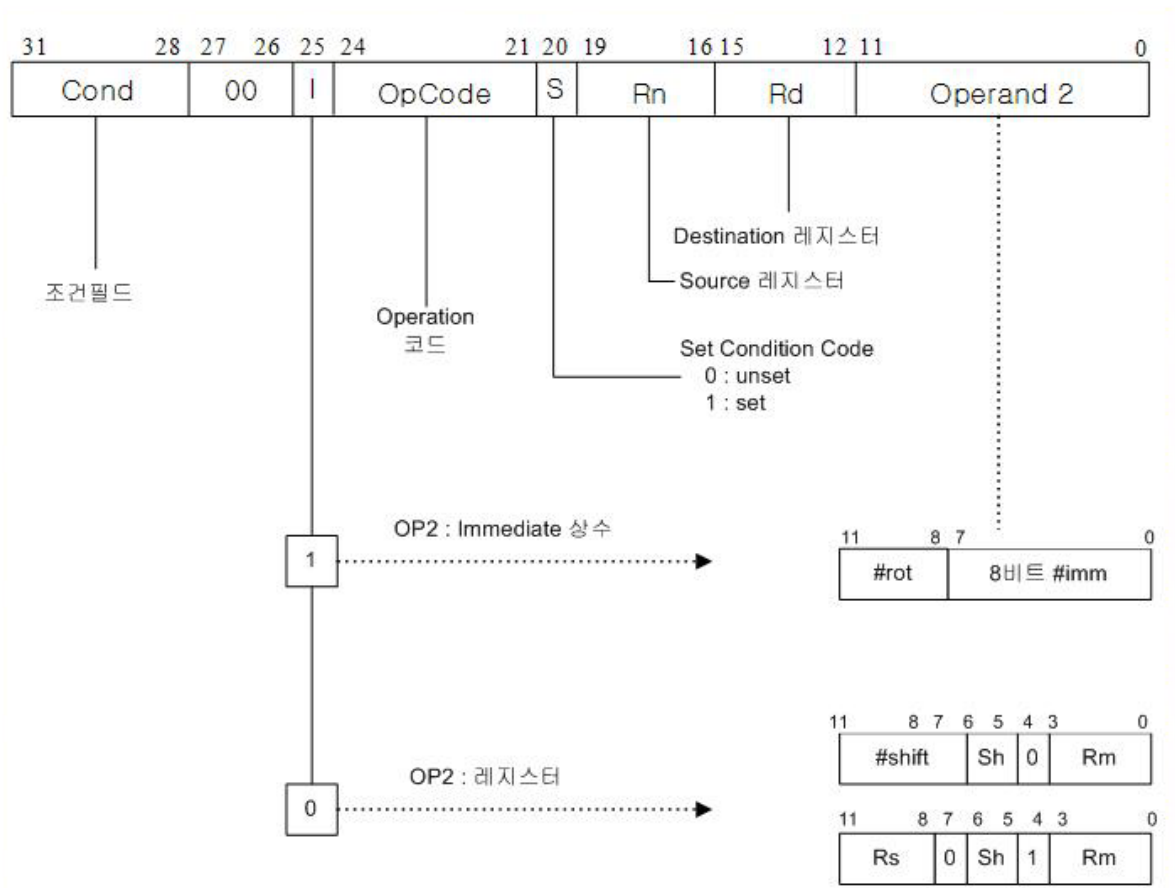 31 28 27 26 25 24 21 20 19 16 15 12 11 0
Cond 00 I OpCode S Rn Rd Operand 2
Destination 레지스터
Source 레지스터
조건필드
Operation
코드
Set Condition Code
0 : unset
1 : set
OP2 : Immediate 상수
1
11 8 7 0
#rot 8비트 #imm
11 8 7 6 5 4 3 0
#shift Sh 0 Rm
OP2 : 레지스터
0
11 8 7 6 5 4 3 0
Rs 0 Sh 1 Rm